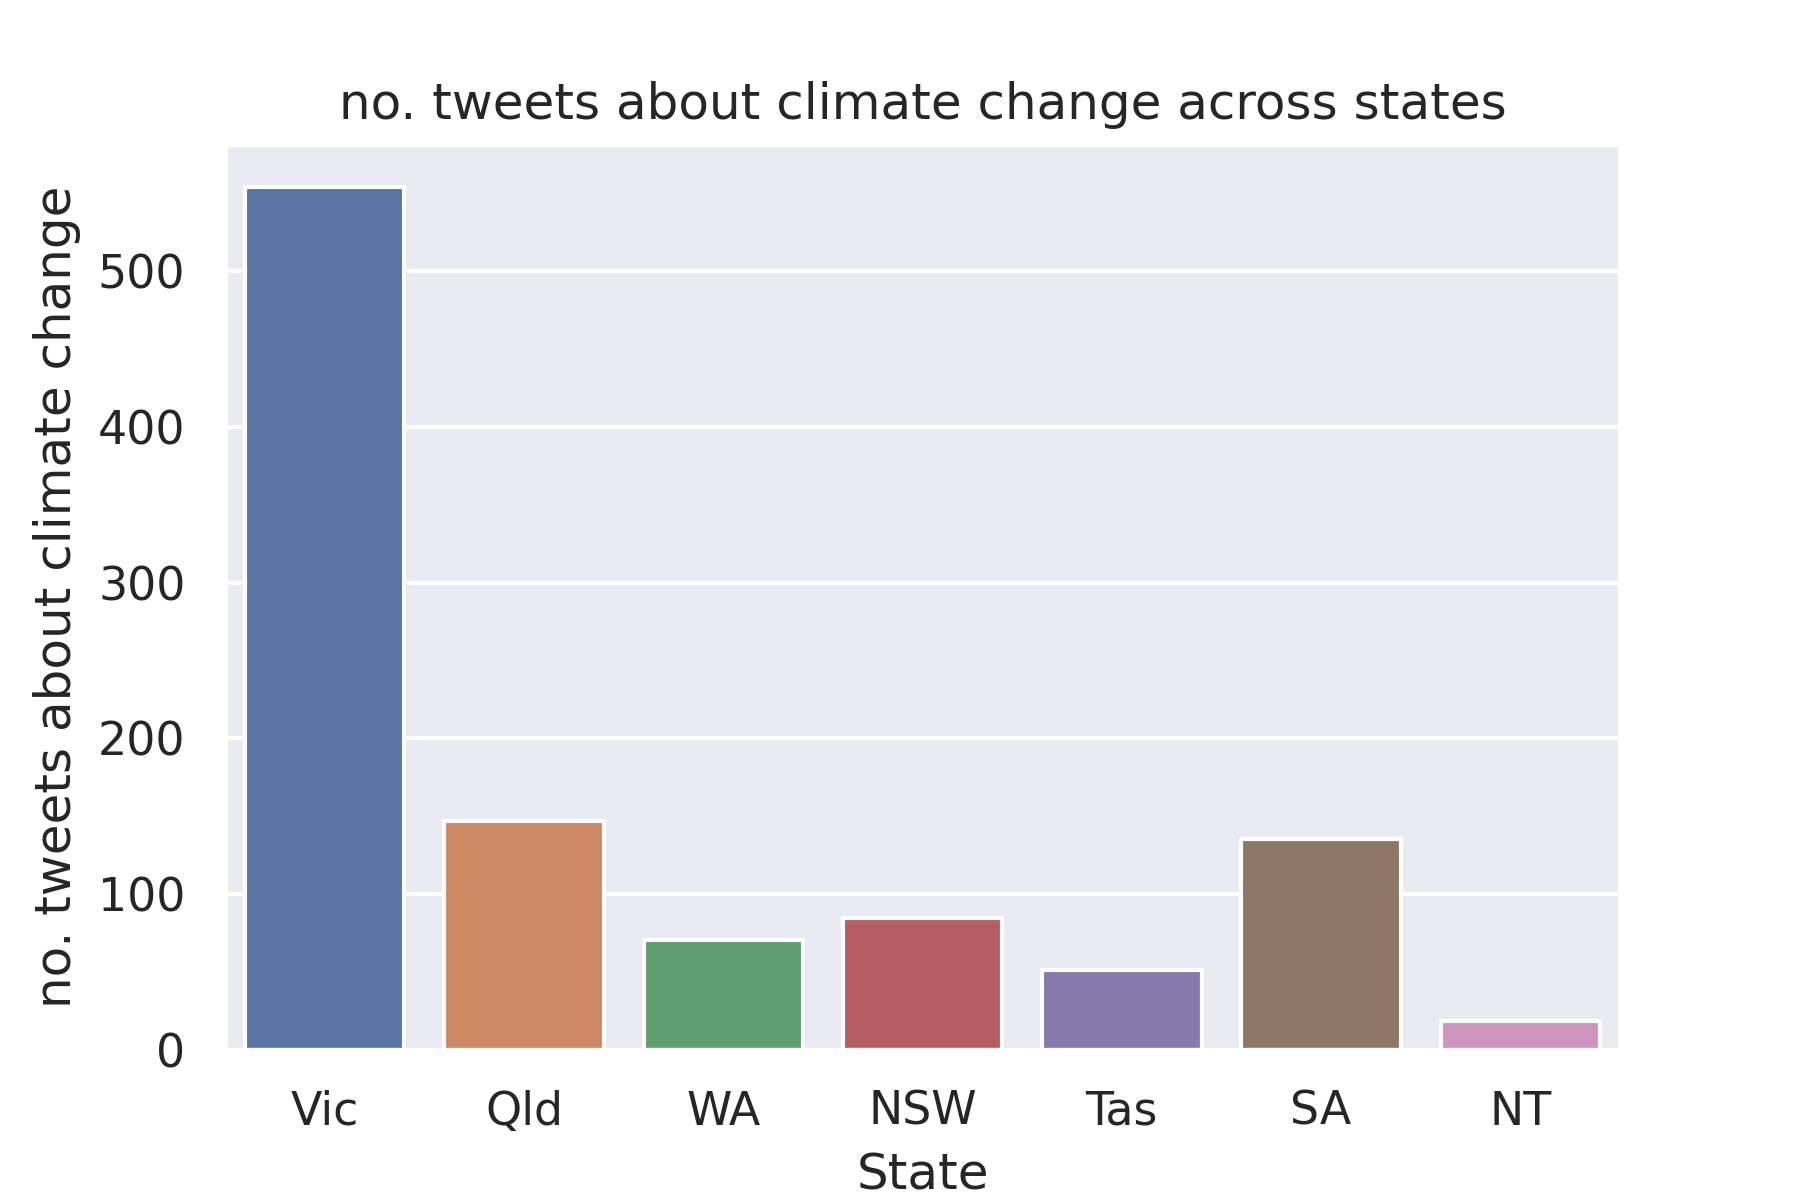 no. tweets about climate change across states
no. tweets about climate change
500
400
300
200
100
0
Vic Qld WA NSW Tas SA NT
State